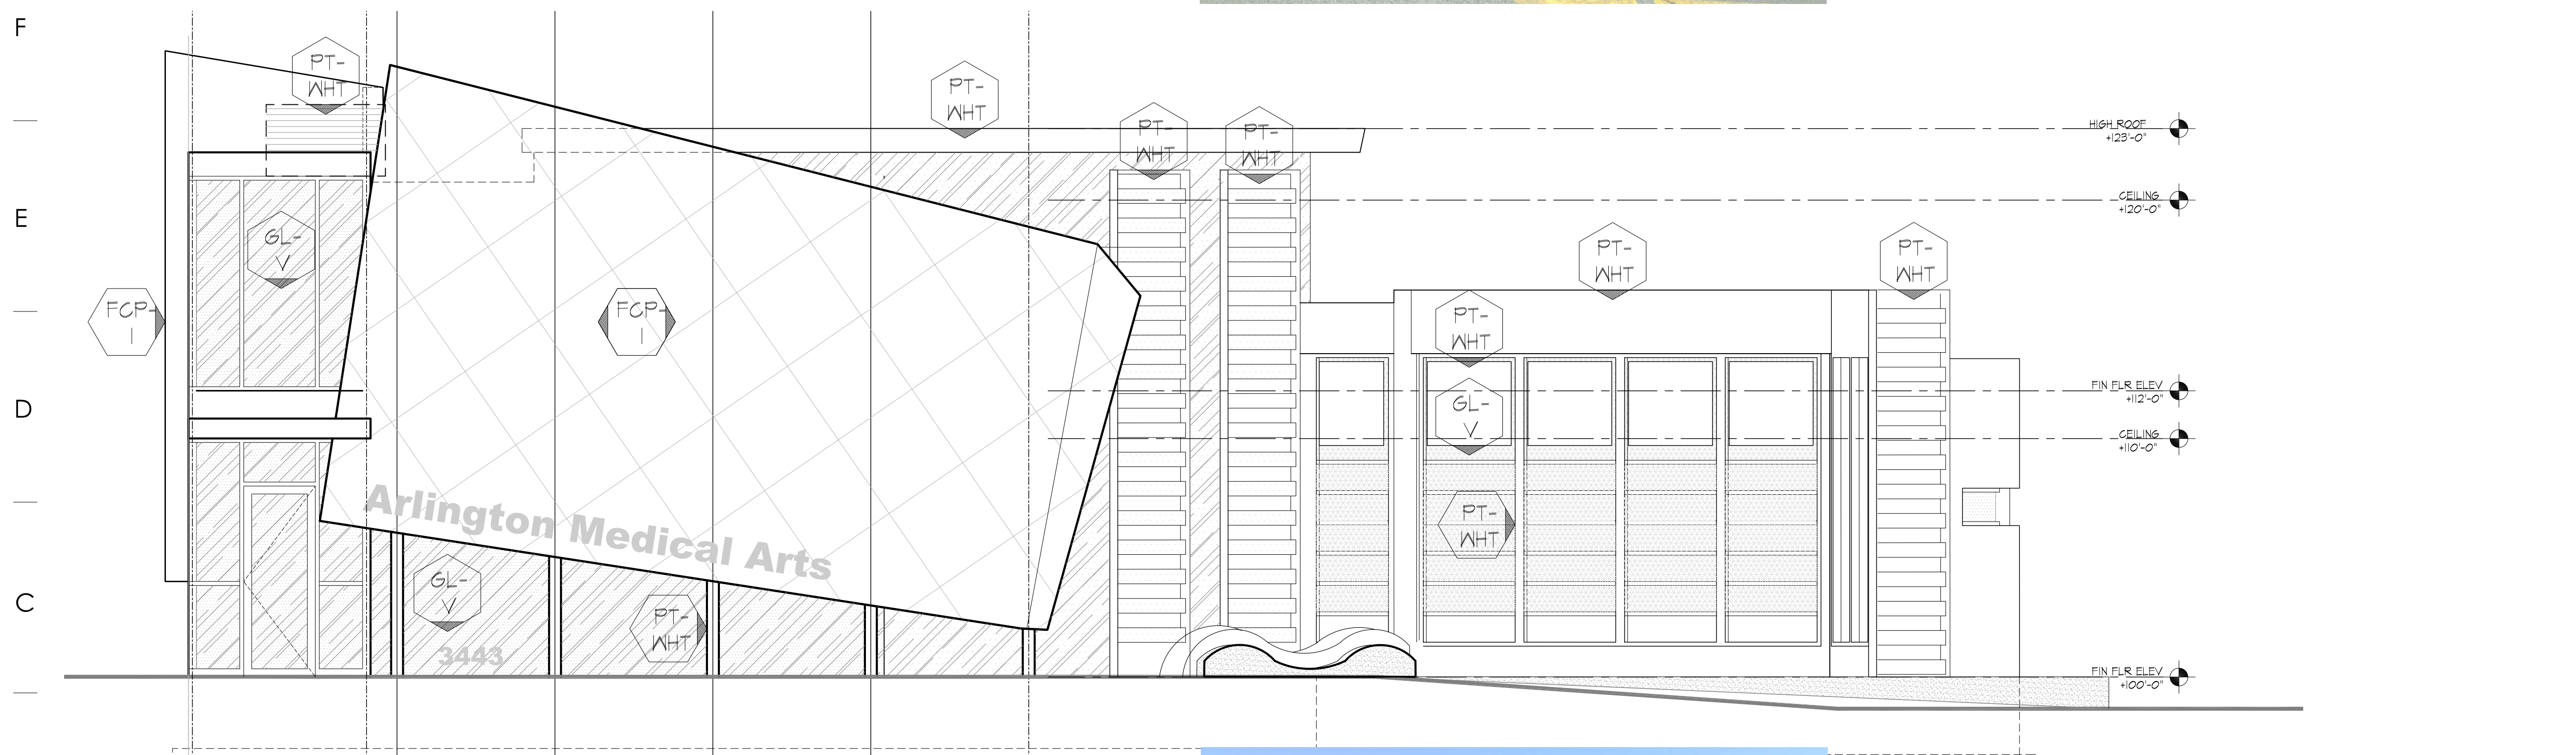 F
PT-
WHT
PT-
WHT
PT-
WHT
PT-
WHT
HIGH ROOF
+123'-0"
CEILING
+120'-0"
E
GL-
V
PT-
WHT
PT-
WHT
FCP-
1
FCP-
1
PT-
WHT
D
GL-
V
FIN FLR ELEV
+112'-0"
CEILING
+110'-0"
Arlington Medical Arts
PT-
WHT
C
GL-
V
PT-
WHT
3443
FIN FLR ELEV
+100'-0"